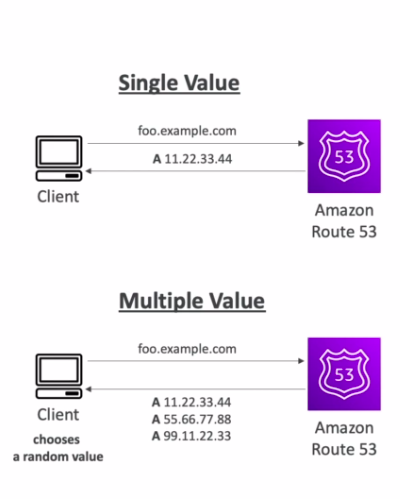 Single Value
foo.example.com
53
A 11.22.33.44
Client
Amazon
Route 53
Multiple Value
foo.example.com
53
A 11.22.33.44
A 55.66.77.88
A 99.11.22.33
Client
chooses
a random value
Amazon
Route 53